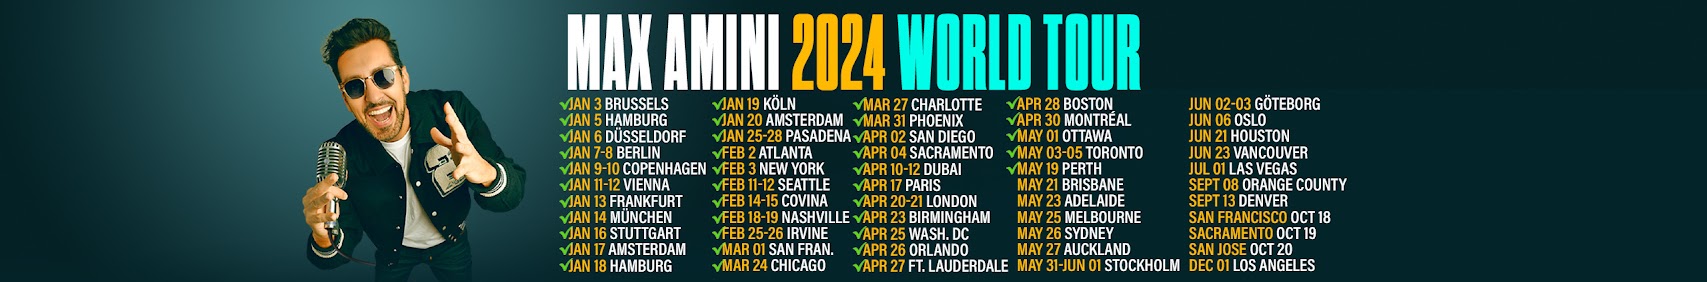 MAX AMINI 2024 WORLD TOUR
JAN 3 BRUSSELS
JAN 5 HAMBURG
JAN 6 DÜSSELDORF
JAN 7-8 BERLIN
JAN 9-10 COPENHAGEN
JAN 11-12 VIENNA
JAN 13 FRANKFURT
JAN 14 MÜNCHEN
JAN 16 STUTTGART
JAN 17 AMSTERDAM
JAN 18 HAMBURG
JAN 19 KÖLN
JAN 20 AMSTERDAM
JAN 25-28 PASADENA
FEB 2 ATLANTA
FEB 3 NEW YORK
FEB 11-12 SEATTLE
FEB 14-15 COVINA
FEB 18-19 NASHVILLE
FEB 25-26 IRVINE
MAR 01 SAN FRAN.
MAR 24 CHICAGO
MAR 27 CHARLOTTE
MAR 31 PHOENIX
APR 02 SAN DIEGO
APR 04 SACRAMENTO
APR 10-12 DUBAI
APR 17 PARIS
APR 20-21 LONDON
APR 23 BIRMINGHAM
APR 25 WASH. DC
APR 26 ORLANDO
APR 27 FT. LAUDERDALE
APR 28 BOSTON
APR 30 MONTRÉAL
MAY 01 OTTAWA
MAY 03-05 TORONTO
MAY 19 PERTH
MAY 21 BRISBANE
MAY 23 ADELAIDE
MAY 25 MELBOURNE
MAY 26 SYDNEY
MAY 27 AUCKLAND
MAY 31-JUN 01 STOCKHOLM
JUN 02-03 GÖTEBORG
JUN 06 OSLO
JUN 21 HOUSTON
JUN 23 VANCOUVER
JUL 01 LAS VEGAS
SEPT 08 ORANGE COUNTY
SEPT 13 DENVER
SAN FRANCISCO OCT 18
SACRAMENTO OCT 19
SAN JOSE OCT 20
DEC 01 LOS ANGELES